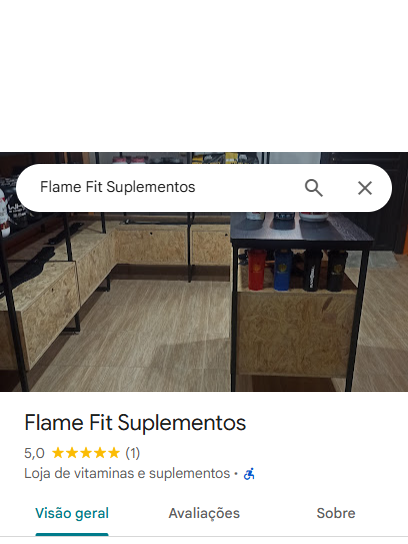 Flame Fit Suplementos
Flame Fit Suplementos
5,0 (1)
Loja de vitaminas e suplementos ·
Visão geral Avaliações Sobre